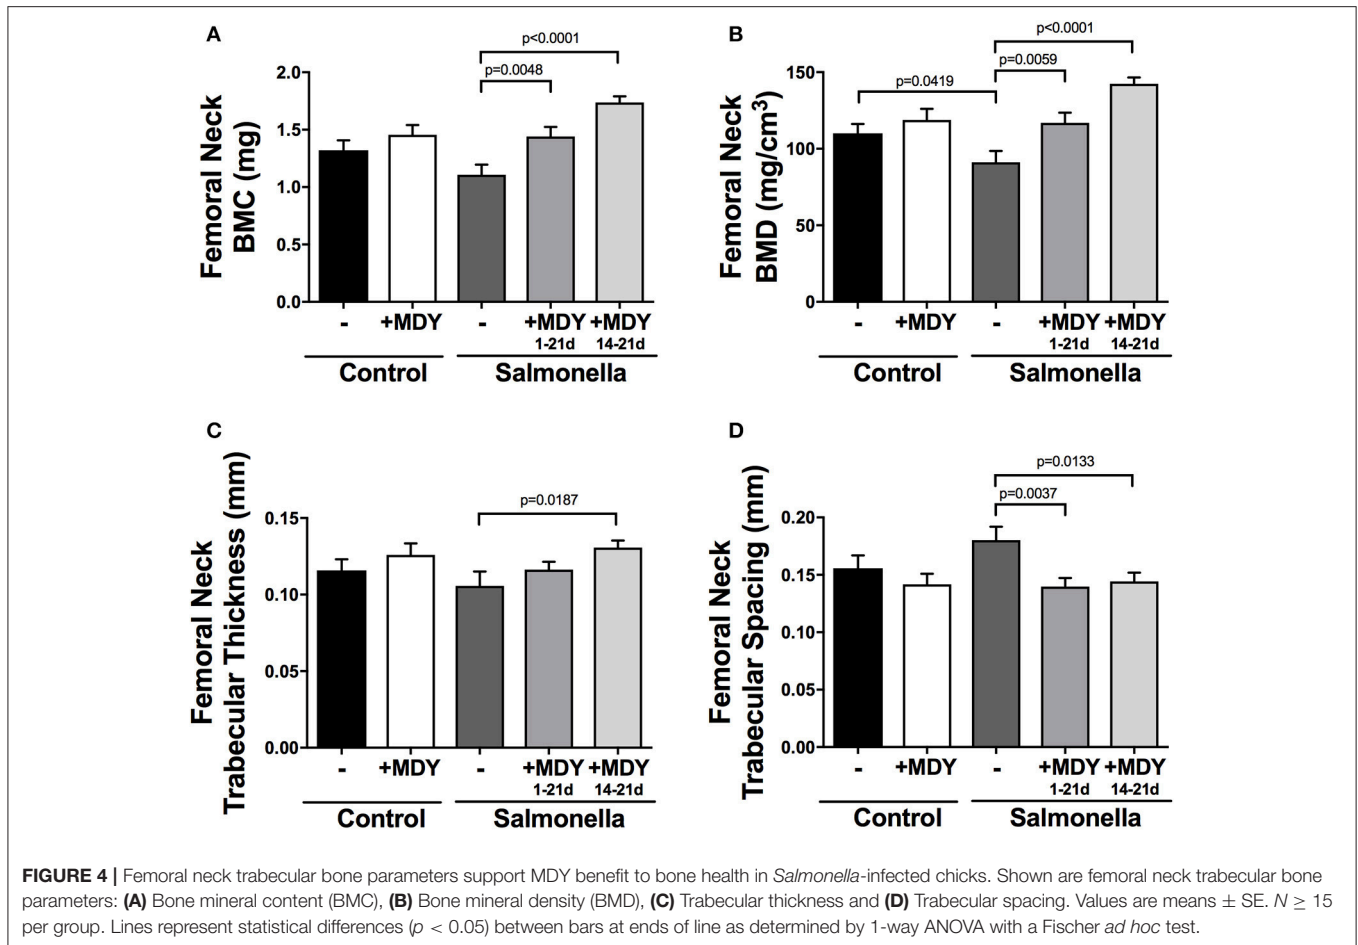 A
p<0.0001
p=0.0048
Femoral Neck
BMC (mg)
2.0
1.5
1.0
0.5
0.0
- +MDY - +MDY +MDY
1-21d 14-21d
Control Salmonella
B
p<0.0001
p=0.0059
p=0.0419
Femoral Neck
BMD (mg/cm³)
150
100
50
0
- +MDY - +MDY +MDY
1-21d 14-21d
Control Salmonella
C
p=0.0187
Femoral Neck
Trabecular Thickness (mm)
0.15
0.10
0.05
0.00
- +MDY - +MDY +MDY
1-21d 14-21d
Control Salmonella
D
p=0.0133
p=0.0037
Femoral Neck
Trabecular Spacing (mm)
0.20
0.15
0.10
0.05
0.00
- +MDY - +MDY +MDY
1-21d 14-21d
Control Salmonella
FIGURE 4 | Femoral neck trabecular bone parameters support MDY benefit to bone health in Salmonella-infected chicks. Shown are femoral neck trabecular bone
parameters: (A) Bone mineral content (BMC), (B) Bone mineral density (BMD), (C) Trabecular thickness and (D) Trabecular spacing. Values are means ± SE. N ≥ 15
per group. Lines represent statistical differences (p < 0.05) between bars at ends of line as determined by 1-way ANOVA with a Fischer ad hoc test.